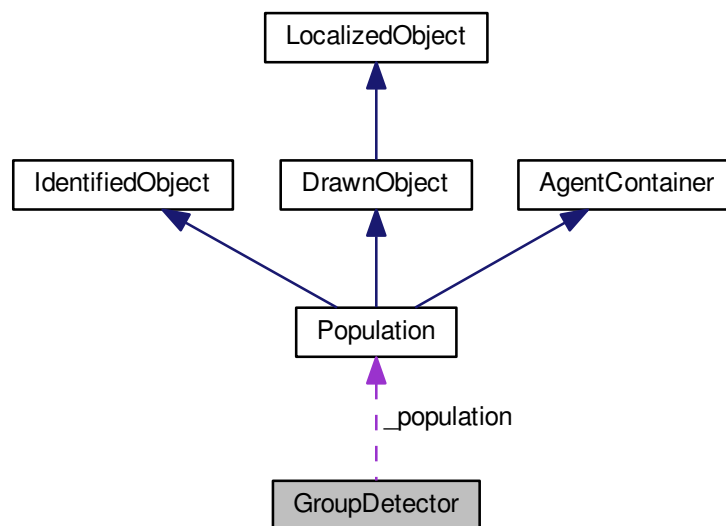 LocalizedObject
IdentifiedObject
DrawnObject
AgentContainer
Population
_population
GroupDetector